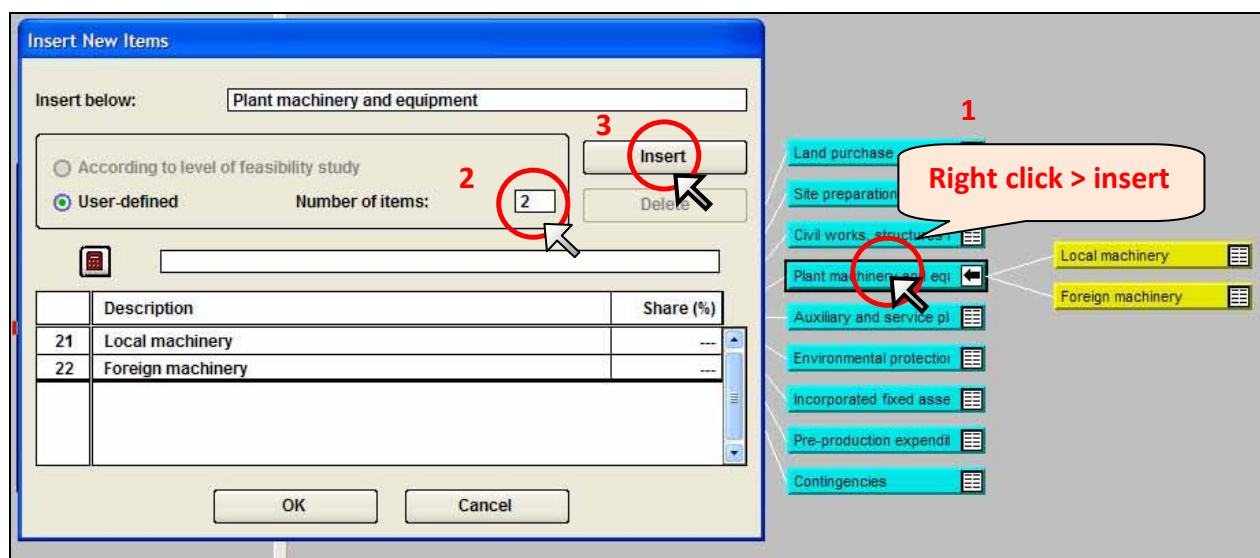 Insert New Items
Insert below: Plant machinery and equipment
According to level of feasibility study
User-defined Number of items: 2
2
3
Insert
Delete
Description Share (%)
21 Local machinery ---
22 Foreign machinery ---
OK Cancel
1
Right click > insert
Land purchase
Site preparation
Civil works, structures
Plant machinery and equ
Auxiliary and service pl
Environmental protection
Incorporated fixed asse
Pre-production expendit
Contingencies
Local machinery
Foreign machinery